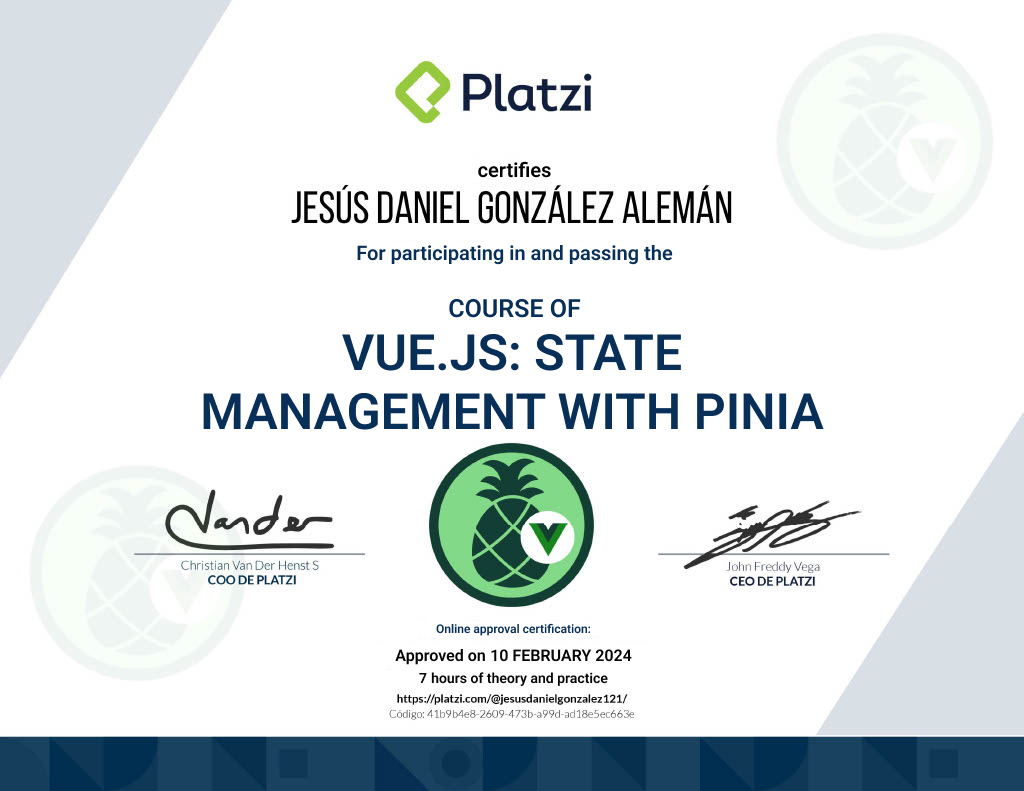 Platzi
certifies
JESÚS DANIEL GONZÁLEZ ALEMÁN
For participating in and passing the
COURSE OF
VUE.JS: STATE
MANAGEMENT WITH PINIA
Vander
Christian Van Der Henst S
COO DE PLATZI
John Freddy Vega
CEO DE PLATZI
Online approval certification:
Approved on 10 FEBRUARY 2024
7 hours of theory and practice
https://platzi.com/@jesusdanielgonzalez121/
Código: 41b9b4e8-2609-473b-a99d-ad18e5ec663e